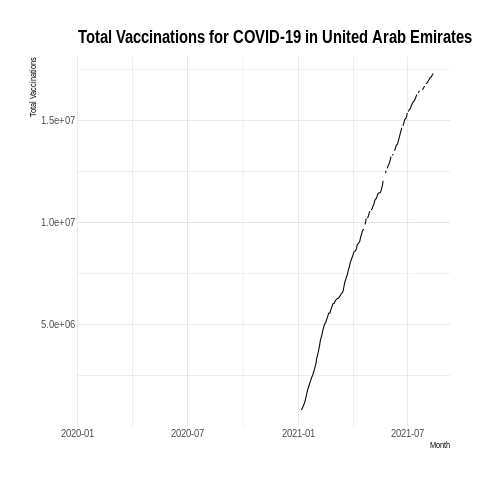 Total Vaccinations for COVID-19 in United Arab Emirates
Total Vaccinations
1.5e+07
1.0e+07
5.0e+06
2020-01 2020-07 2021-01 2021-07
Month